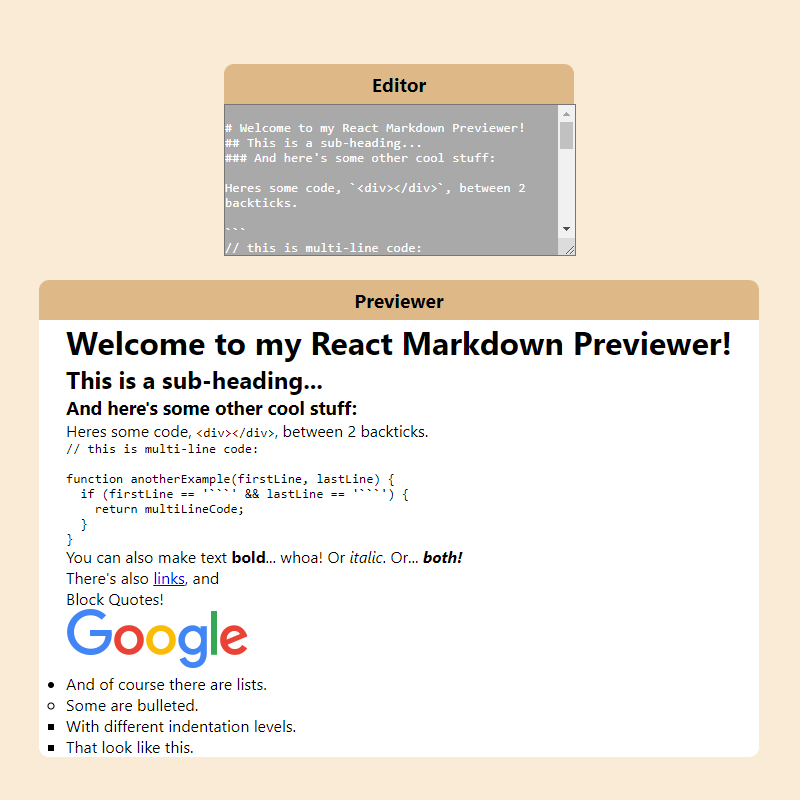 Editor
# Welcome to my React Markdown Previewer!
## This is a sub-heading...
### And here's some other cool stuff:
Heres some code, `<div></div>`, between 2
backticks.
```
// this is multi-line code:
Previewer
Welcome to my React Markdown Previewer!
This is a sub-heading...
And here's some other cool stuff:
Heres some code, <div></div>, between 2 backticks.
// this is multi-line code:
function anotherExample(firstLine, lastLine) {
  if (firstLine == '```' && lastLine == '```') {
    return multiLineCode;
  }
}
You can also make text bold... whoa! Or italic. Or... both!
There's also links, and
Block Quotes!
Google
And of course there are lists.
Some are bulleted.
With different indentation levels.
That look like this.